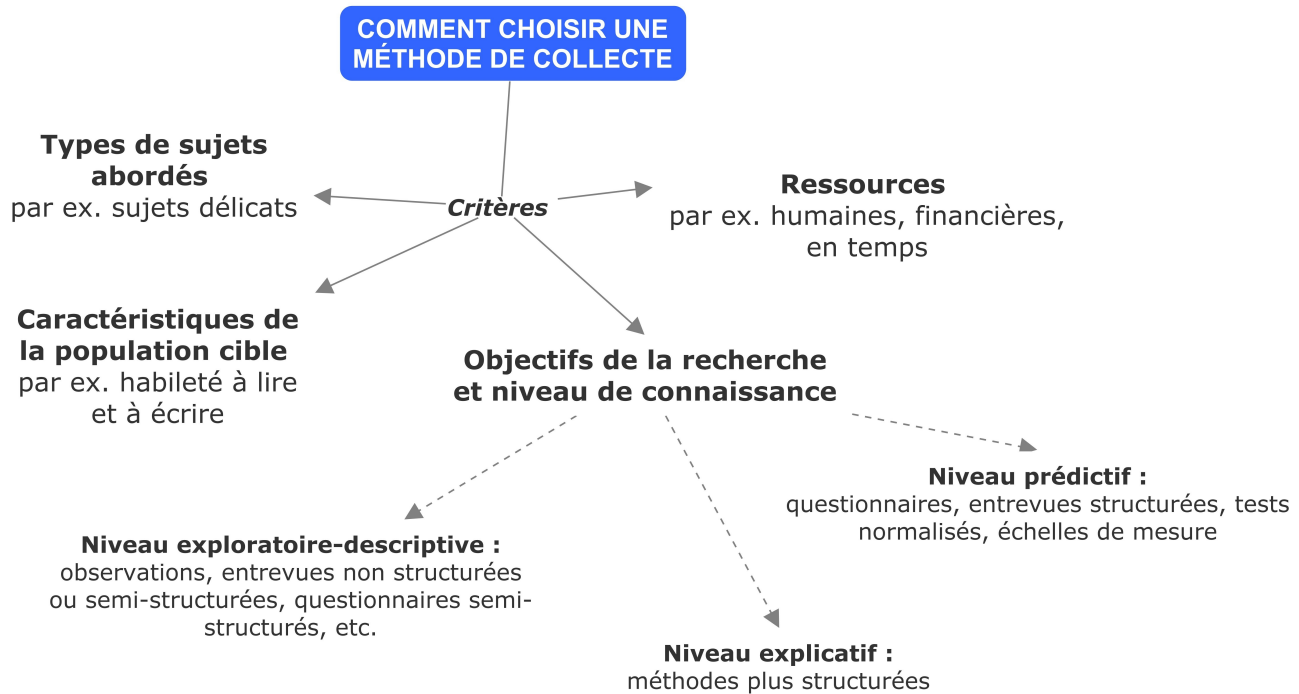 COMMENT CHOISIR UNE
MÉTHODE DE COLLECTE
Types de sujets
abordés
par ex. sujets délicats
Critères
Ressources
par ex. humaines, financières,
en temps
Caractéristiques de
la population cible
par ex. habileté à lire
et à écrire
Objectifs de la recherche
et niveau de connaissance
Niveau prédictif :
questionnaires, entrevues structurées, tests
normalisés, échelles de mesure
Niveau exploratoire-descriptive :
observations, entrevues non structurées
ou semi-structurées, questionnaires semi-
structurés, etc.
Niveau explicatif :
méthodes plus structurées